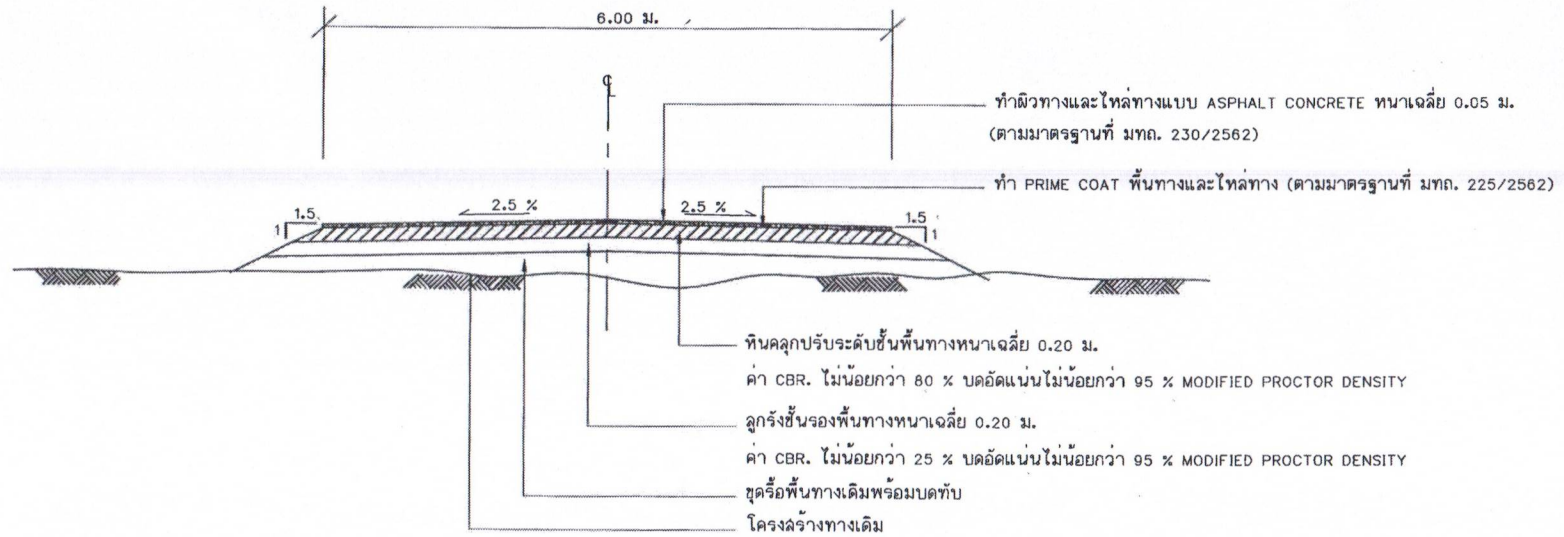 6.00 ม.
℄
ทำผิวทางและไหล่ทางแบบ ASPHALT CONCRETE หนาเฉลี่ย 0.05 ม.
(ตามมาตรฐานที่ มทถ. 230/2562)
ทำ PRIME COAT พื้นทางและไหล่ทาง (ตามมาตรฐานที่ มทถ. 225/2562)
1.5
1
2.5 %
2.5 %
1.5
1
หินคลุกปรับระดับชั้นพื้นทางหนาเฉลี่ย 0.20 ม.
ค่า CBR. ไม่น้อยกว่า 80 % บดอัดแน่นไม่น้อยกว่า 95 % MODIFIED PROCTOR DENSITY
ลูกรังชั้นรองพื้นทางหนาเฉลี่ย 0.20 ม.
ค่า CBR. ไม่น้อยกว่า 25 % บดอัดแน่นไม่น้อยกว่า 95 % MODIFIED PROCTOR DENSITY
ขุดรื้อพื้นทางเดิมพร้อมบดทับ
โครงสร้างทางเดิม